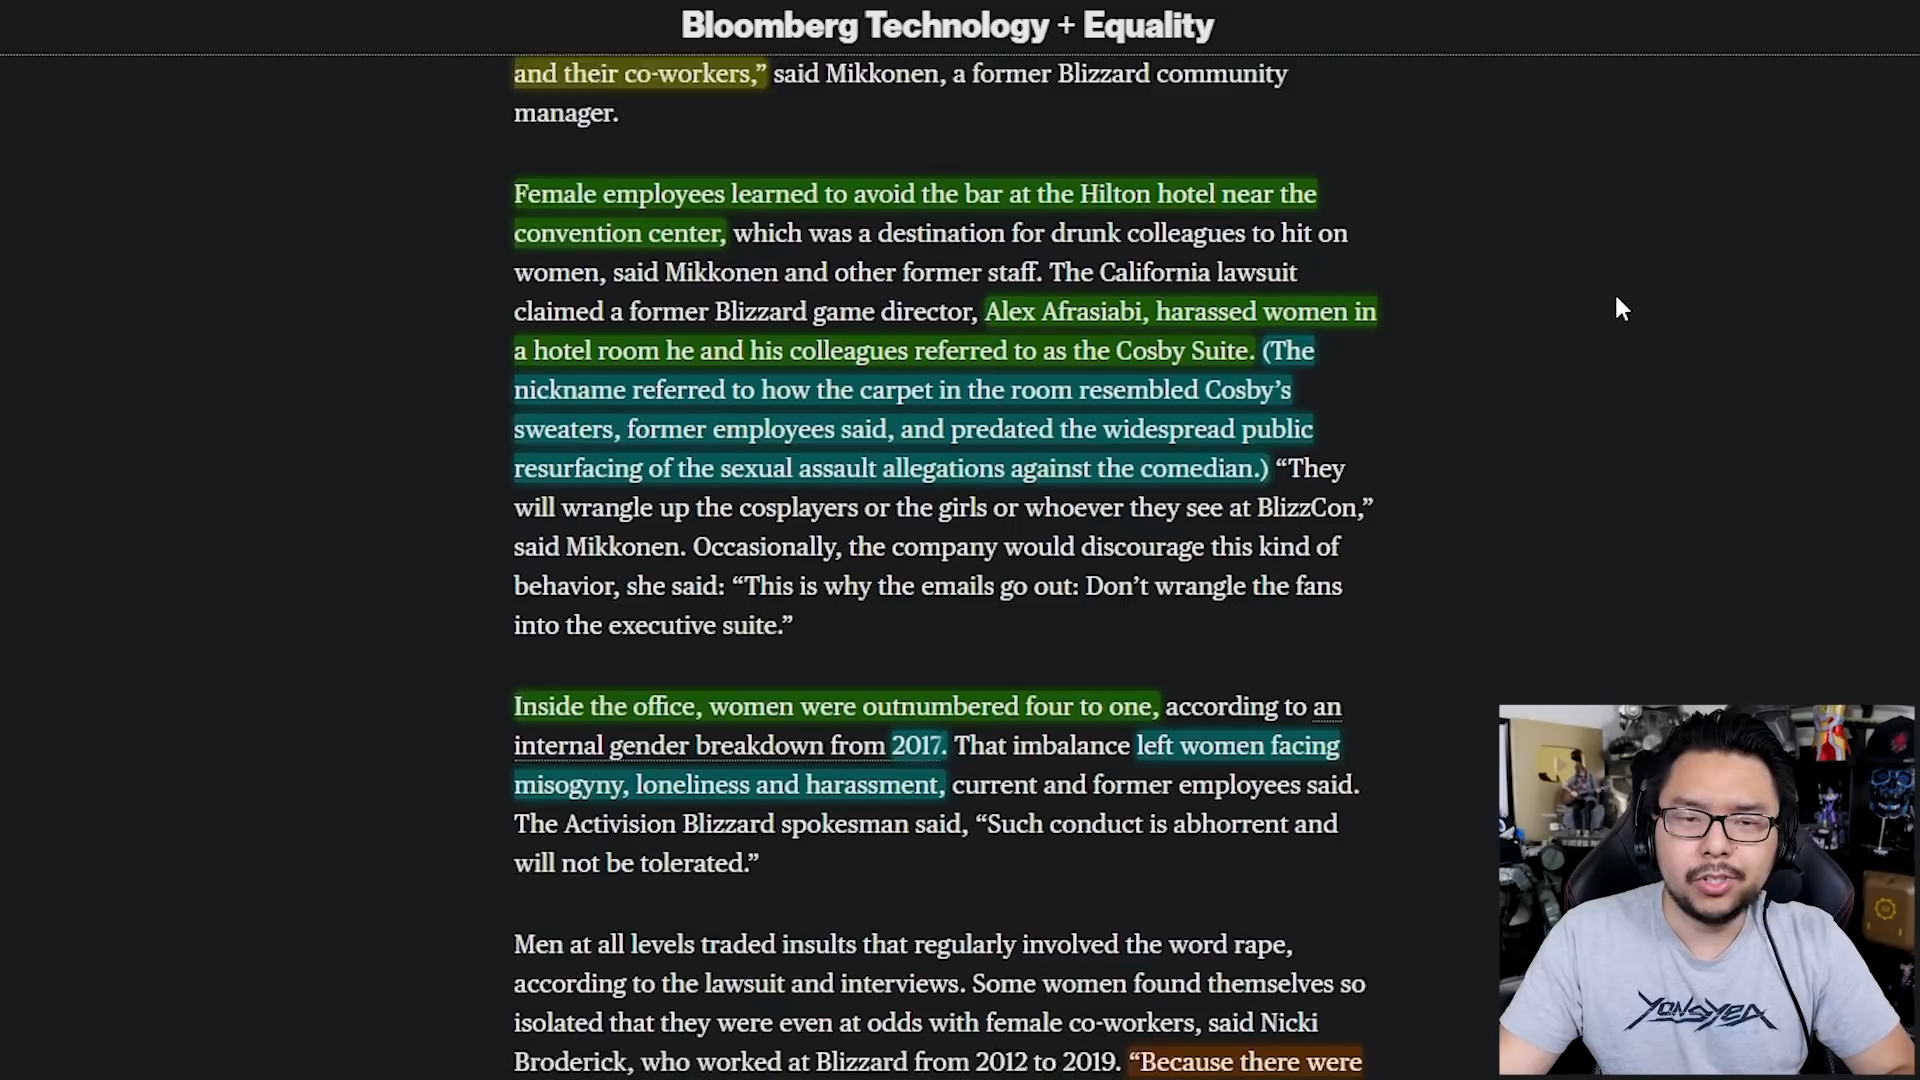 Bloomberg Technology + Equality
and their co-workers,” said Mikkonen, a former Blizzard community
manager.
Female employees learned to avoid the bar at the Hilton hotel near the
convention center, which was a destination for drunk colleagues to hit on
women, said Mikkonen and other former staff. The California lawsuit
claimed a former Blizzard game director, Alex Afrasiabi, harassed women in
a hotel room he and his colleagues referred to as the Cosby Suite. (The
nickname referred to how the carpet in the room resembled Cosby’s
sweaters, former employees said, and predated the widespread public
resurfacing of the sexual assault allegations against the comedian.) “They
will wrangle up the cosplayers or the girls or whoever they see at BlizzCon,”
said Mikkonen. Occasionally, the company would discourage this kind of
behavior, she said: “This is why the emails go out: Don’t wrangle the fans
into the executive suite.”
Inside the office, women were outnumbered four to one, according to an
internal gender breakdown from 2017. That imbalance left women facing
misogyny, loneliness and harassment, current and former employees said.
The Activision Blizzard spokesman said, “Such conduct is abhorrent and
will not be tolerated.”
Men at all levels traded insults that regularly involved the word rape,
according to the lawsuit and interviews. Some women found themselves so
isolated that they were even at odds with female co-workers, said Nicki
Broderick, who worked at Blizzard from 2012 to 2019. “Because there were
YONGYEA